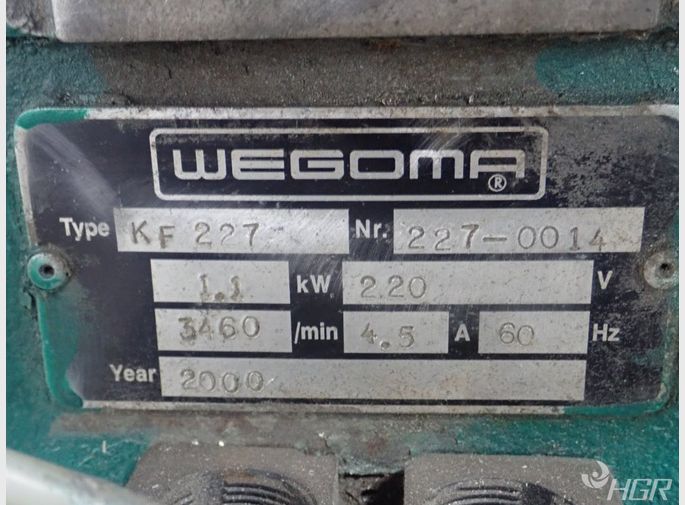 WEGOMA ®
Type KF 227 Nr. 227-0014
1.1 kW 220 V
3460 /min 4.5 A 60 Hz
Year 2000
HGR